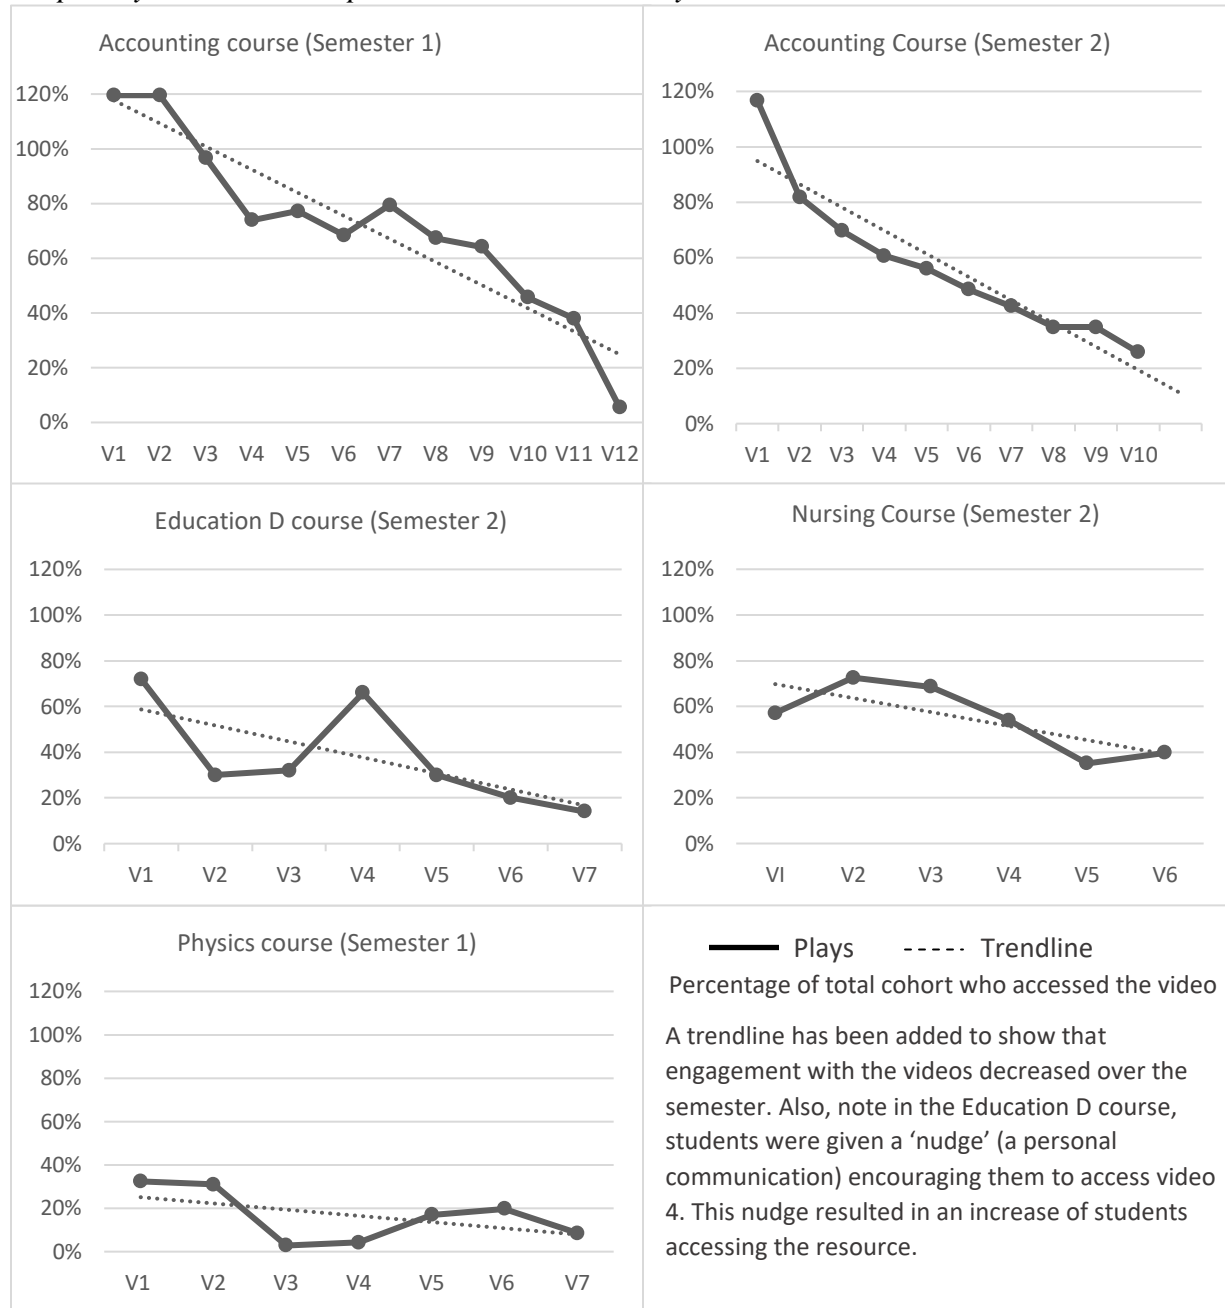 Accounting course (Semester 1)
120%
100%
80%
60%
40%
20%
0%
V1 V2 V3 V4 V5 V6 V7 V8 V9 V10 V11 V12
Accounting Course (Semester 2)
120%
100%
80%
60%
40%
20%
0%
V1 V2 V3 V4 V5 V6 V7 V8 V9 V10
Education D course (Semester 2)
120%
100%
80%
60%
40%
20%
0%
V1 V2 V3 V4 V5 V6 V7
Nursing Course (Semester 2)
120%
100%
80%
60%
40%
20%
0%
VI V2 V3 V4 V5 V6
Physics course (Semester 1)
120%
100%
80%
60%
40%
20%
0%
V1 V2 V3 V4 V5 V6 V7
Plays Trendline
Percentage of total cohort who accessed the video
A trendline has been added to show that
engagement with the videos decreased over the
semester. Also, note in the Education D course,
students were given a ‘nudge’ (a personal
communication) encouraging them to access video
4. This nudge resulted in an increase of students
accessing the resource.